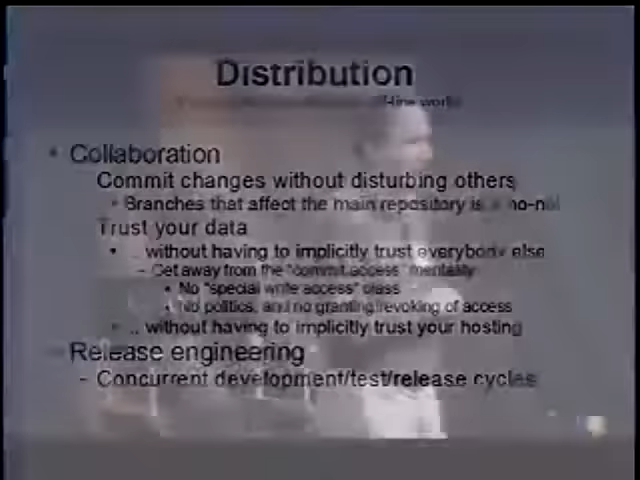 Distribution
off-line works
Collaboration
Commit changes without disturbing others
Branches that affect the main repository is a no-no!
Trust your data
.. without having to implicitly trust everybody else
Get away from the "commit access" mentality
No "special write access" class
No politics, and no granting/revoking of access
.. without having to implicitly trust your hosting
Release engineering
Concurrent development/test/release cycles